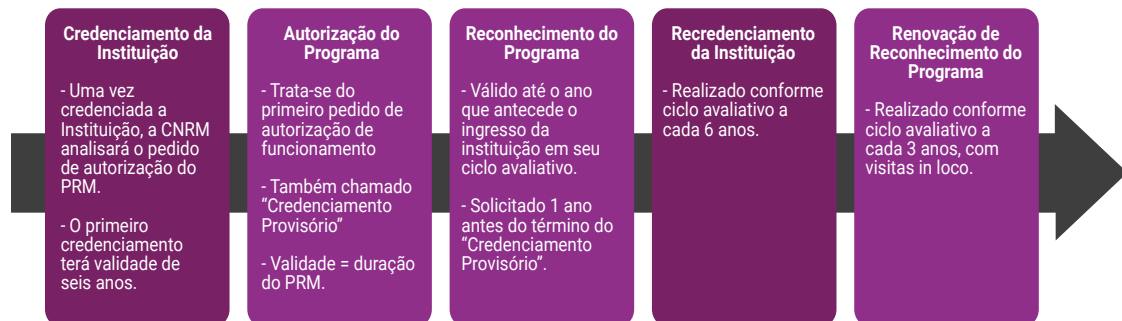 Credenciamento da
Instituição
- Uma vez
credenciada a
Instituição, a CNRM
analisará o pedido
de autorização do
PRM.
- O primeiro
credenciamento
terá validade de
seis anos.
Autorização do
Programa
- Trata-se do
primeiro pedido de
autorização de
funcionamento
- Também chamado
“Credenciamento
Provisório”
- Validade = duração
do PRM.
Reconhecimento do
Programa
- Válido até o ano
que antecede o
ingresso da
instituição em seu
ciclo avaliativo.
- Solicitado 1 ano
antes do término do
“Credenciamento
Provisório”.
Recredenciamento
da Instituição
- Realizado conforme
ciclo avaliativo a
cada 6 anos.
Renovação de
Reconhecimento do
Programa
- Realizado conforme
ciclo avaliativo a
cada 3 anos, com
visitas in loco.